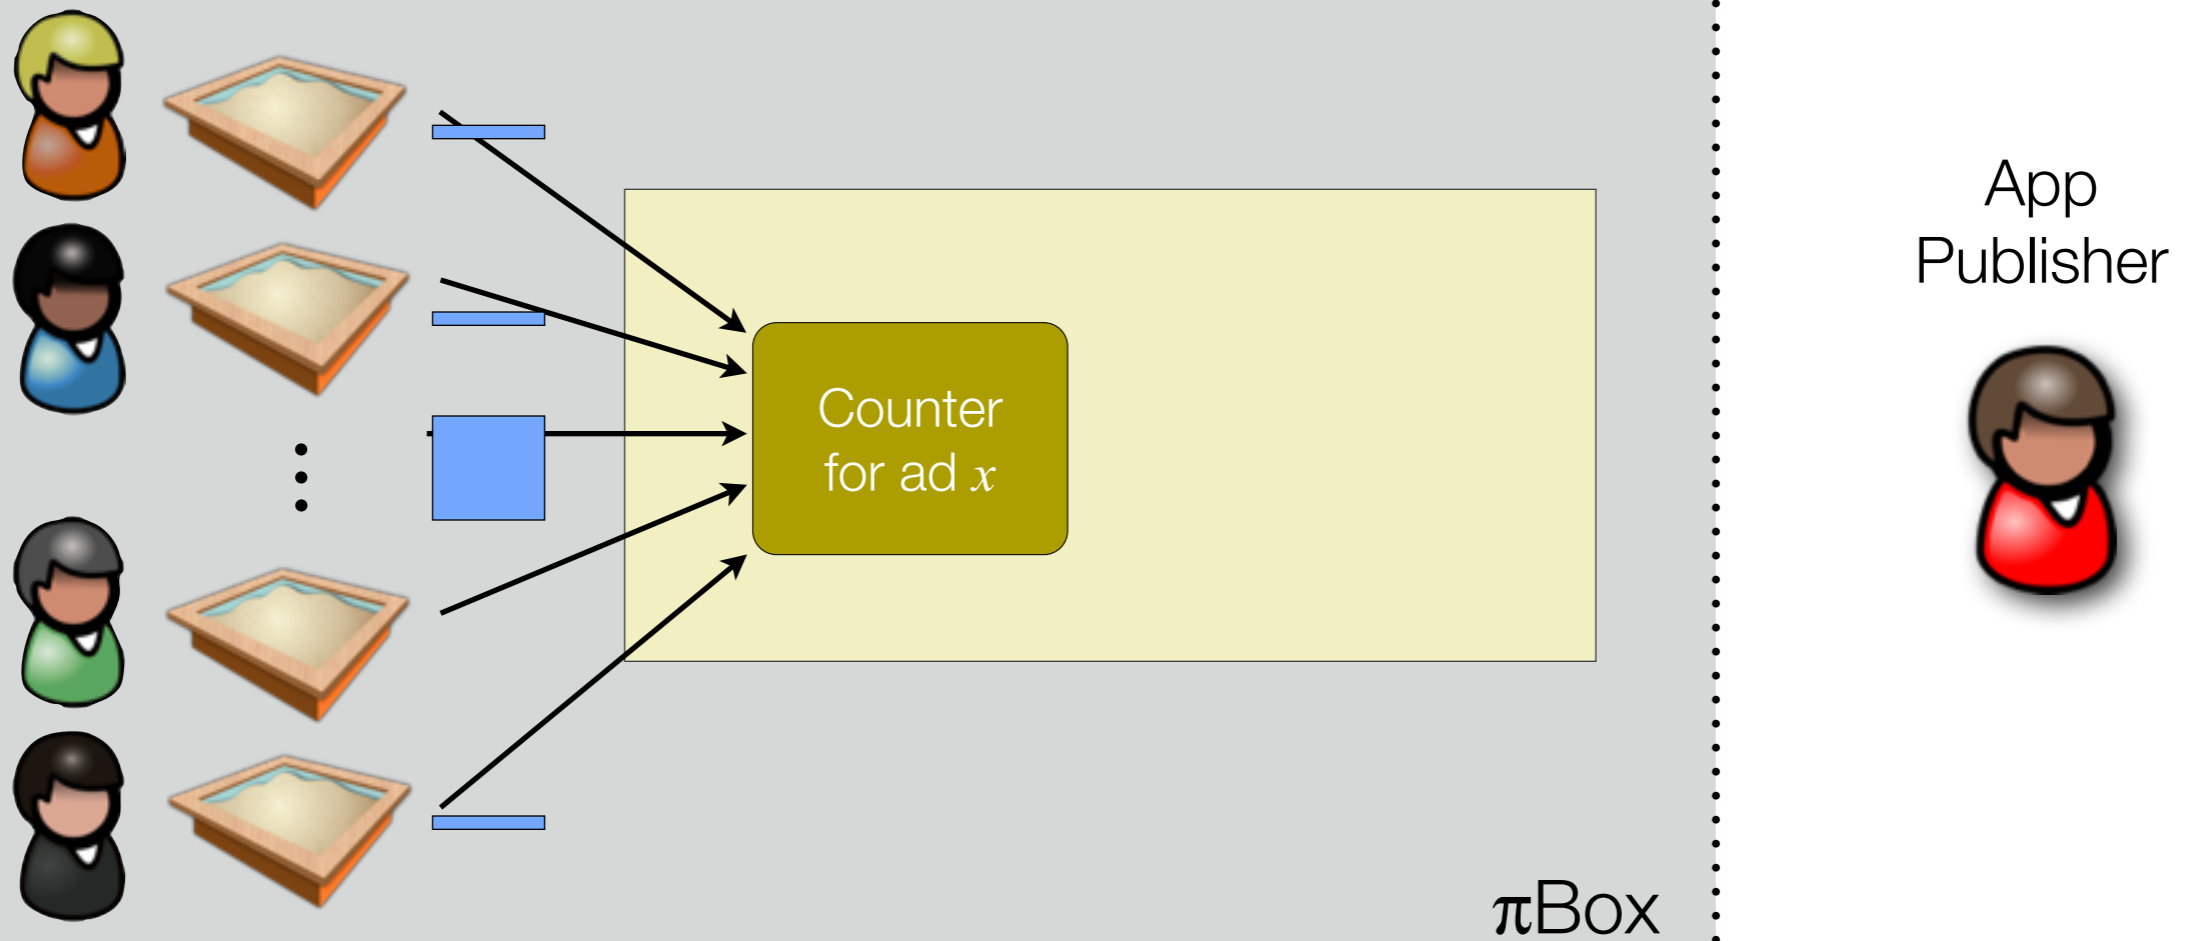 App
Publisher
Counter
for ad x
πBox